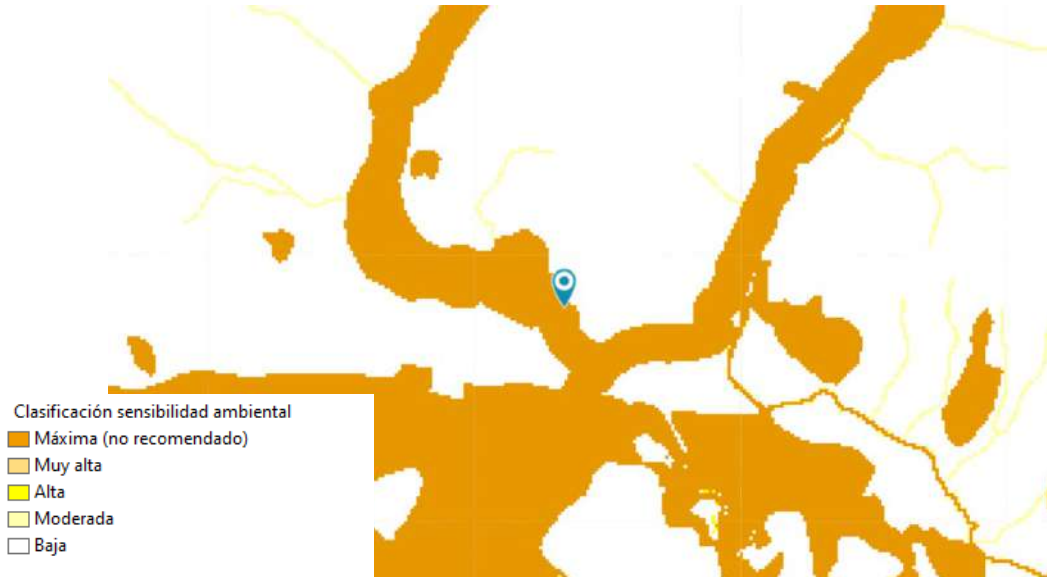 Clasificación sensibilidad ambiental
Máxima (no recomendado)
Muy alta
Alta
Moderada
Baja